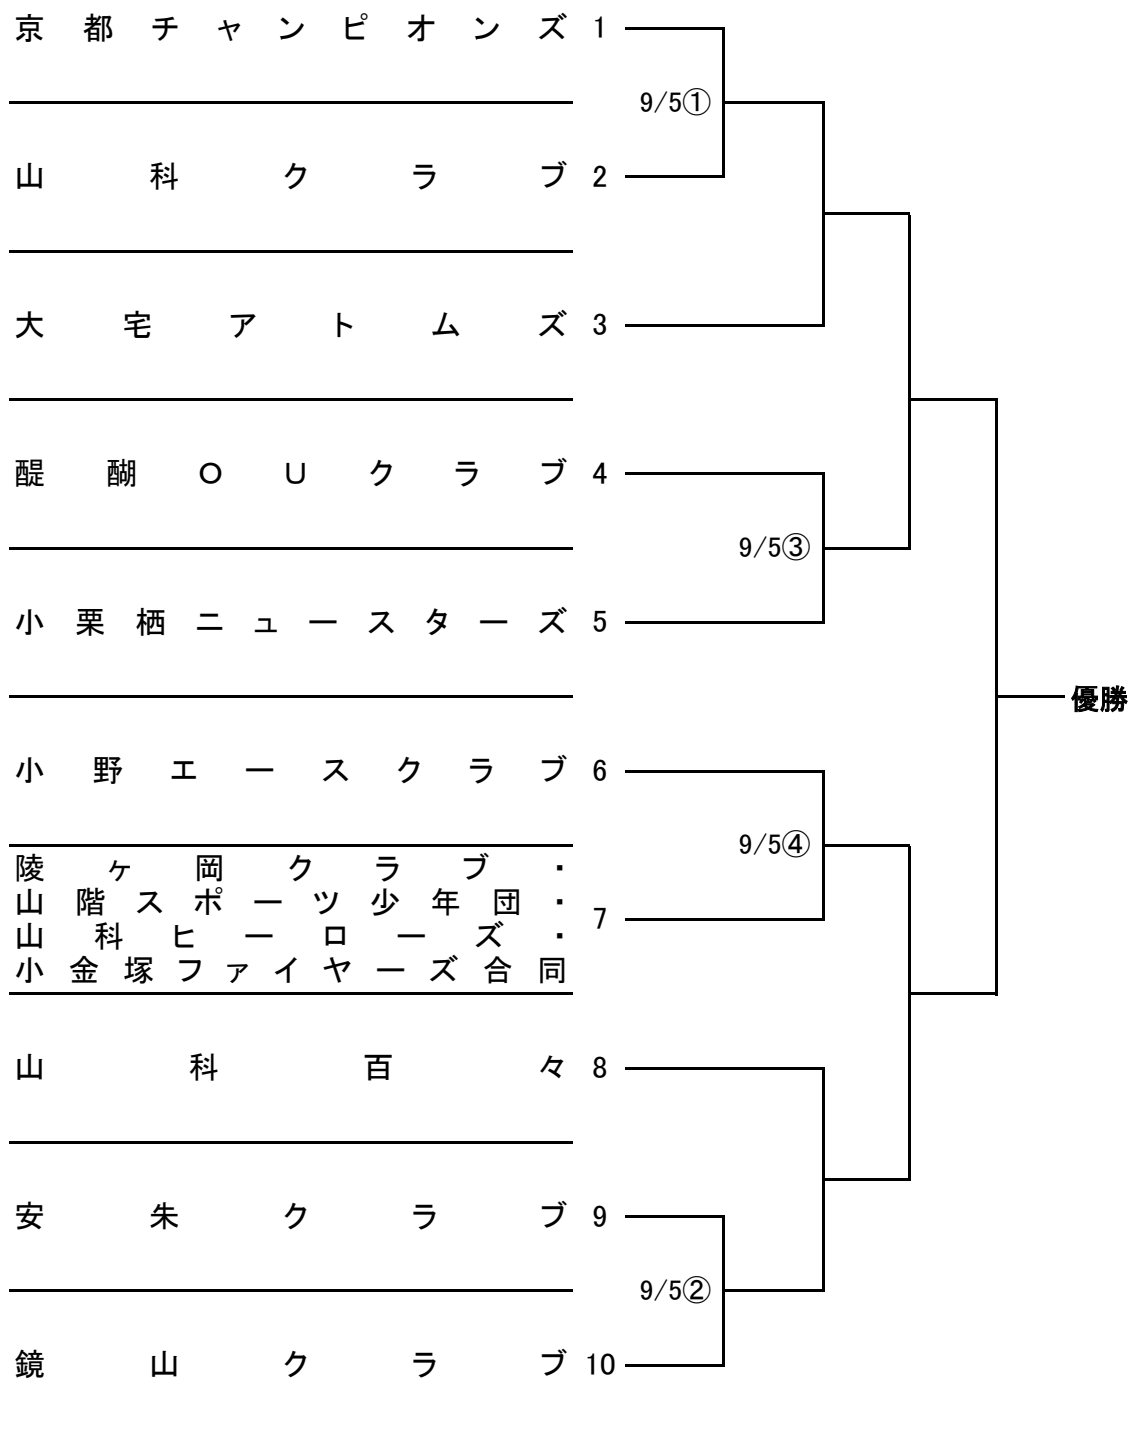 京都チャンピオンズ 1
9/5①
山科クラブ 2
大宅アトムズ 3
醍醐ＯＵクラブ 4
9/5③
小栗栖ニュースターズ 5
優勝
小野エースクラブ 6
9/5④
陵ヶ岡クラブ・
山階スポーツ少年団・
7
山科ヒーローズ・
小金塚ファイヤーズ合同
山科百々 8
安朱クラブ 9
9/5②
鏡山クラブ 10